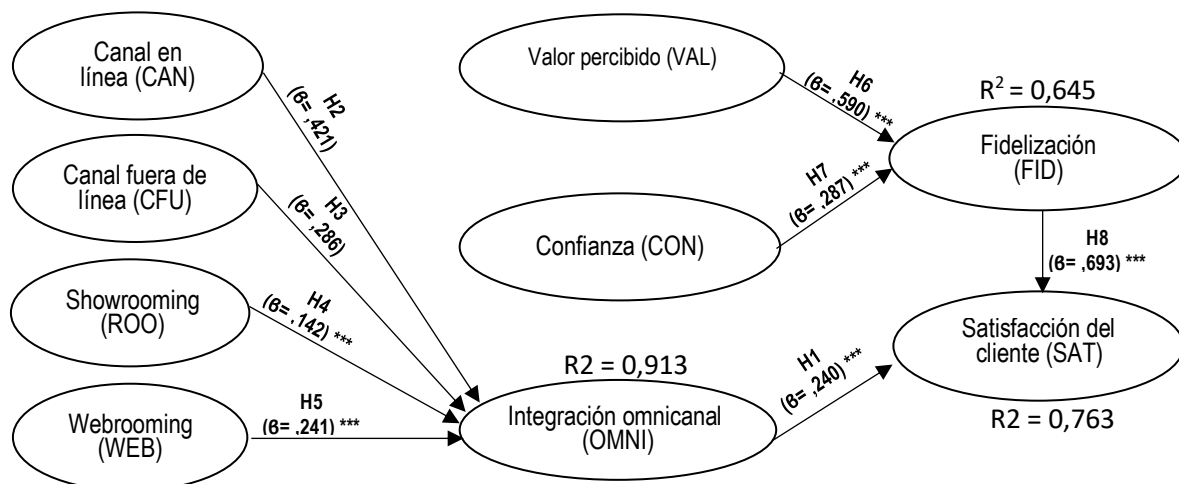 Canal en
línea (CAN)
H2
(β= ,421)
Canal fuera de
línea (CFU)
H3
(β= ,286)
Showrooming
(ROO)
H4
(β= ,142) ***
Webrooming
(WEB)
H5
(β= ,241) ***
Valor percibido (VAL)
H6
(β= ,590) ***
Confianza (CON)
H7
(β= ,287) ***
R² = 0,645
Fidelización
(FID)
H8
(β= ,693) ***
R2 = 0,913
Integración omnicanal
(OMNI)
H1
(β= ,240) ***
Satisfacción del
cliente (SAT)
R2 = 0,763